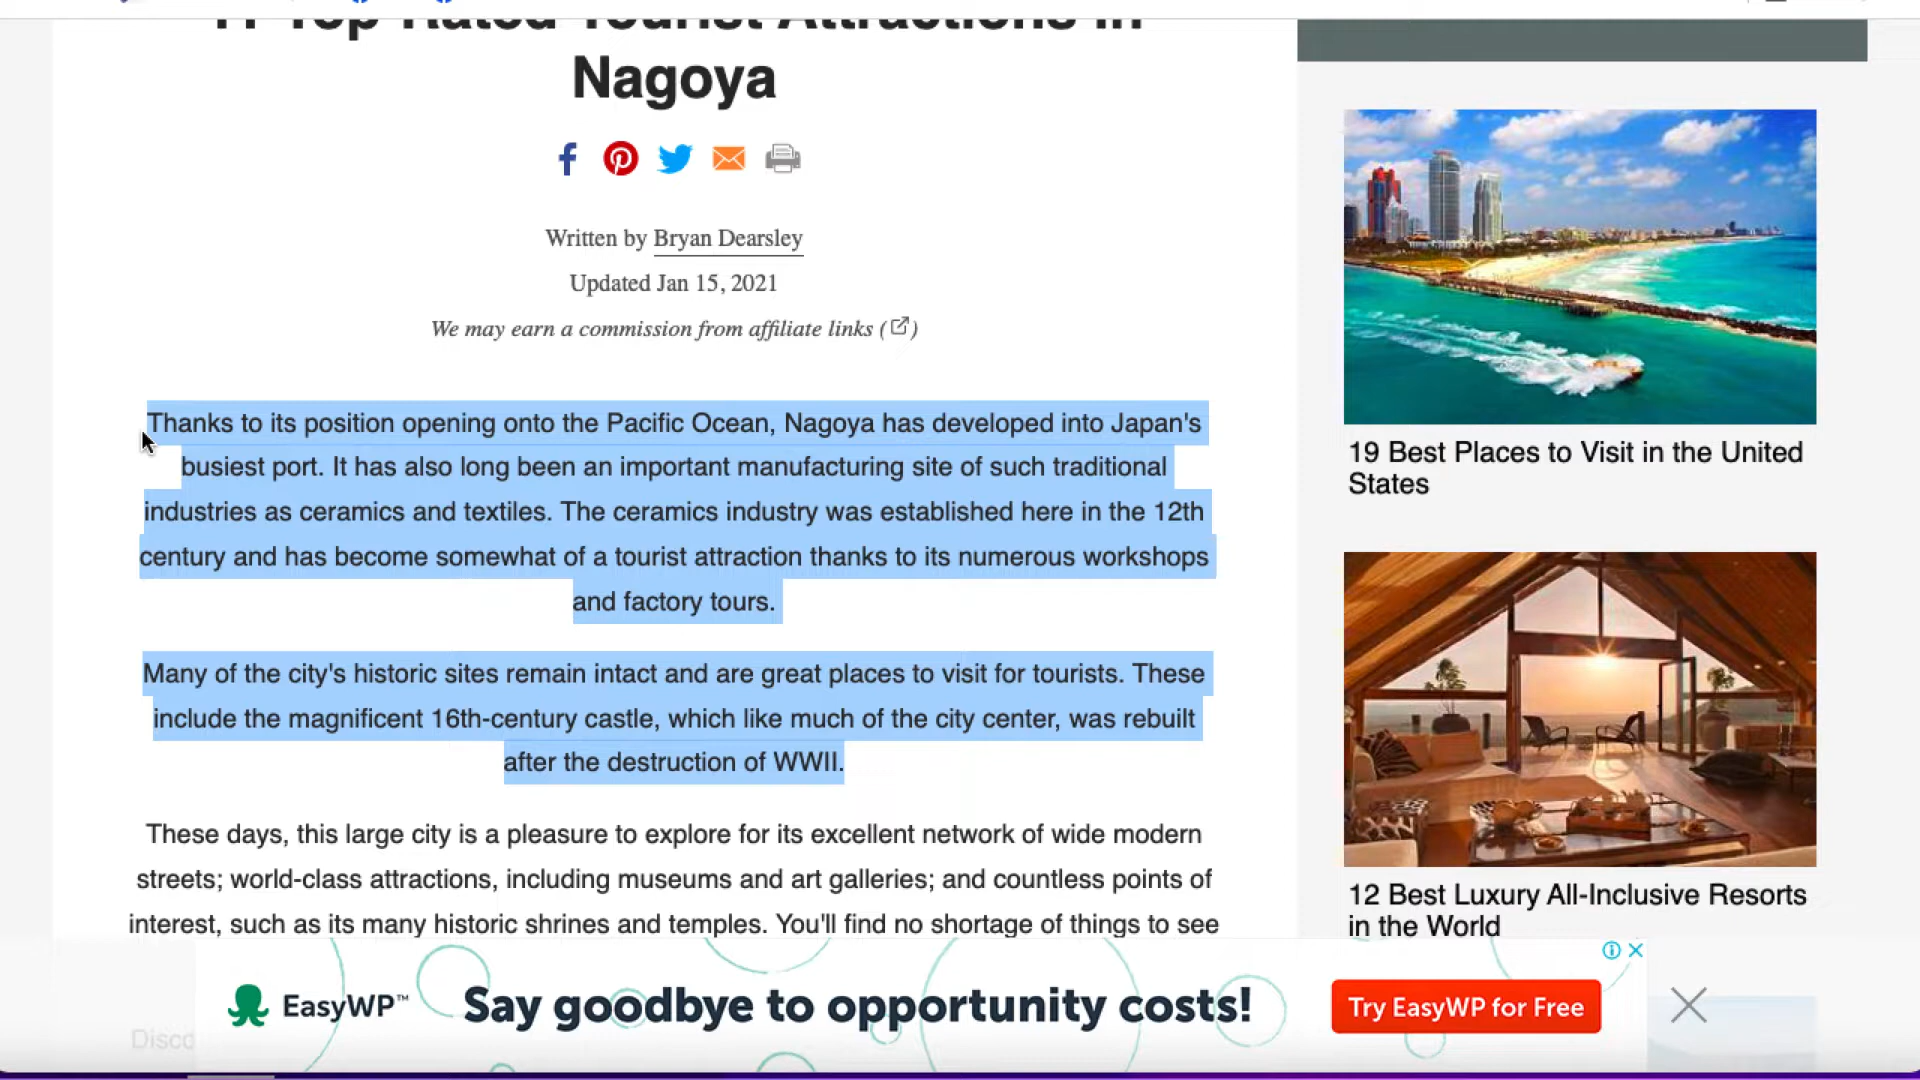 11 Top-Rated Tourist Attractions in
Nagoya
Written by Bryan Dearsley
Updated Jan 15, 2021
We may earn a commission from affiliate links ( )
Thanks to its position opening onto the Pacific Ocean, Nagoya has developed into Japan's
busiest port. It has also long been an important manufacturing site of such traditional
industries as ceramics and textiles. The ceramics industry was established here in the 12th
century and has become somewhat of a tourist attraction thanks to its numerous workshops
and factory tours.
Many of the city's historic sites remain intact and are great places to visit for tourists. These
include the magnificent 16th-century castle, which like much of the city center, was rebuilt
after the destruction of WWII.
These days, this large city is a pleasure to explore for its excellent network of wide modern
streets; world-class attractions, including museums and art galleries; and countless points of
interest, such as its many historic shrines and temples. You'll find no shortage of things to see
Disco
19 Best Places to Visit in the United
States
12 Best Luxury All-Inclusive Resorts
in the World
EasyWP™
Say goodbye to opportunity costs!
Try EasyWP for Free